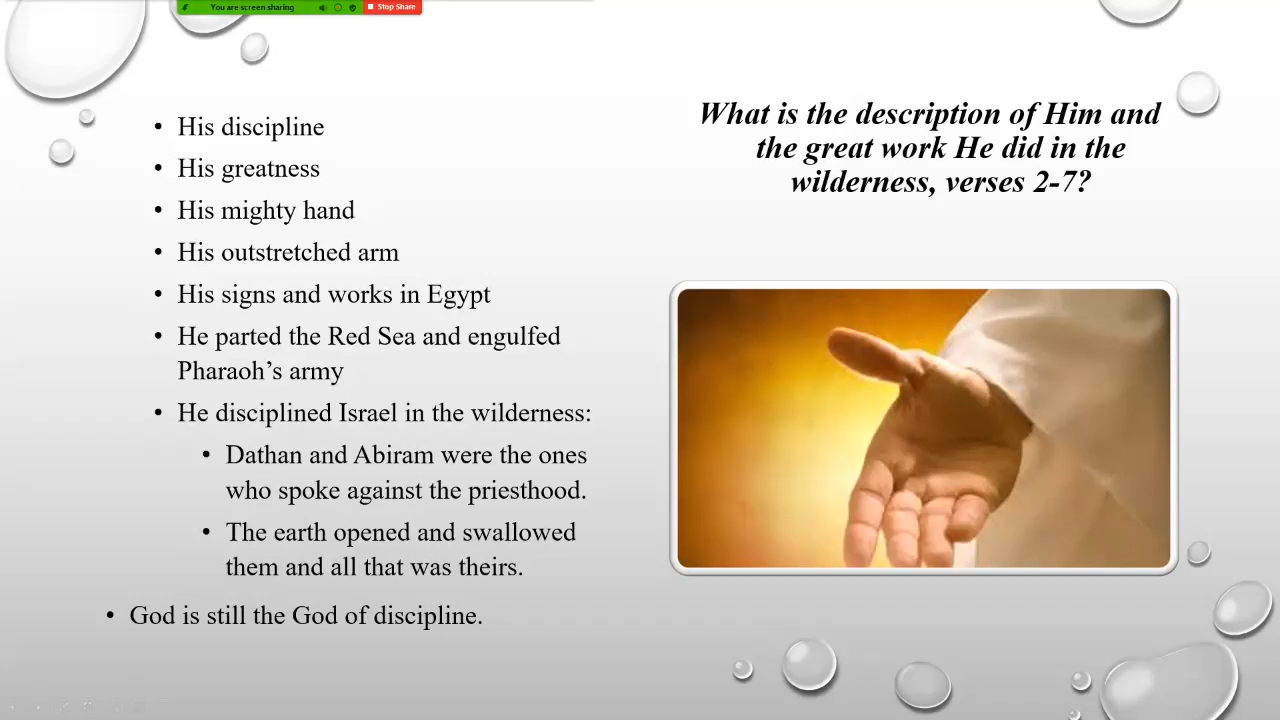 You are screen sharing
Stop Share
• His discipline
• His greatness
• His mighty hand
• His outstretched arm
• His signs and works in Egypt
• He parted the Red Sea and engulfed
Pharaoh’s army
• He disciplined Israel in the wilderness:
• Dathan and Abiram were the ones
who spoke against the priesthood.
• The earth opened and swallowed
them and all that was theirs.
• God is still the God of discipline.
What is the description of Him and
the great work He did in the
wilderness, verses 2-7?